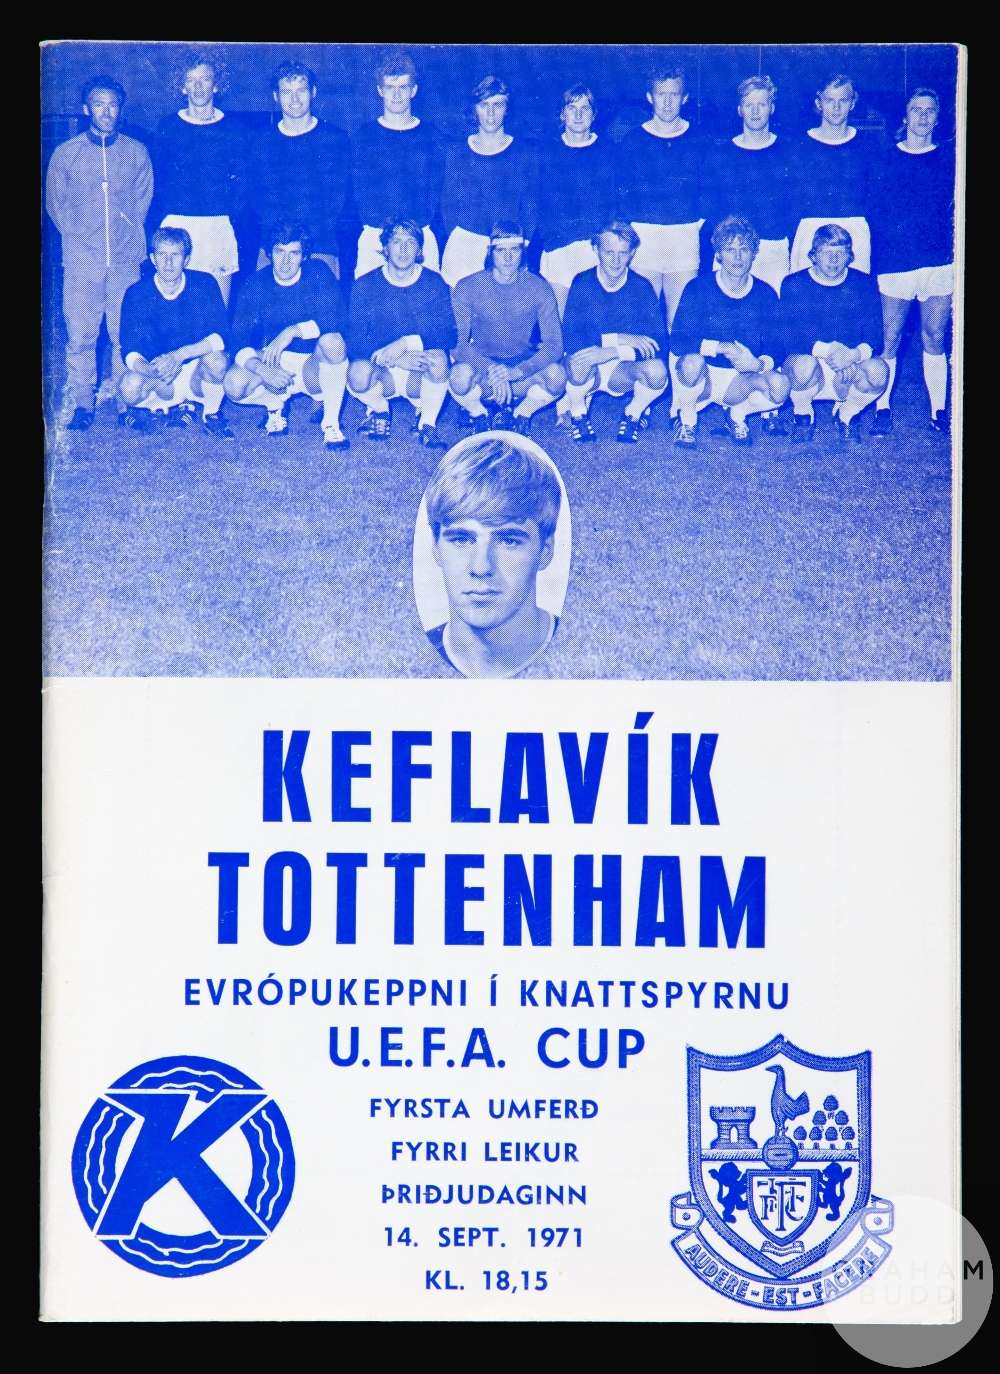 KEFLAVÍK
TOTTENHAM
EVRÓPUKEPPNI Í KNATTSPYRNU
U.E.F.A. CUP
FYRSTA UMFERÐ
FYRRI LEIKUR
ÞRIÐJUDAGINN
14. SEPT. 1971
KL. 18,15
K
AUDERE-EST-FACERE
BUDD